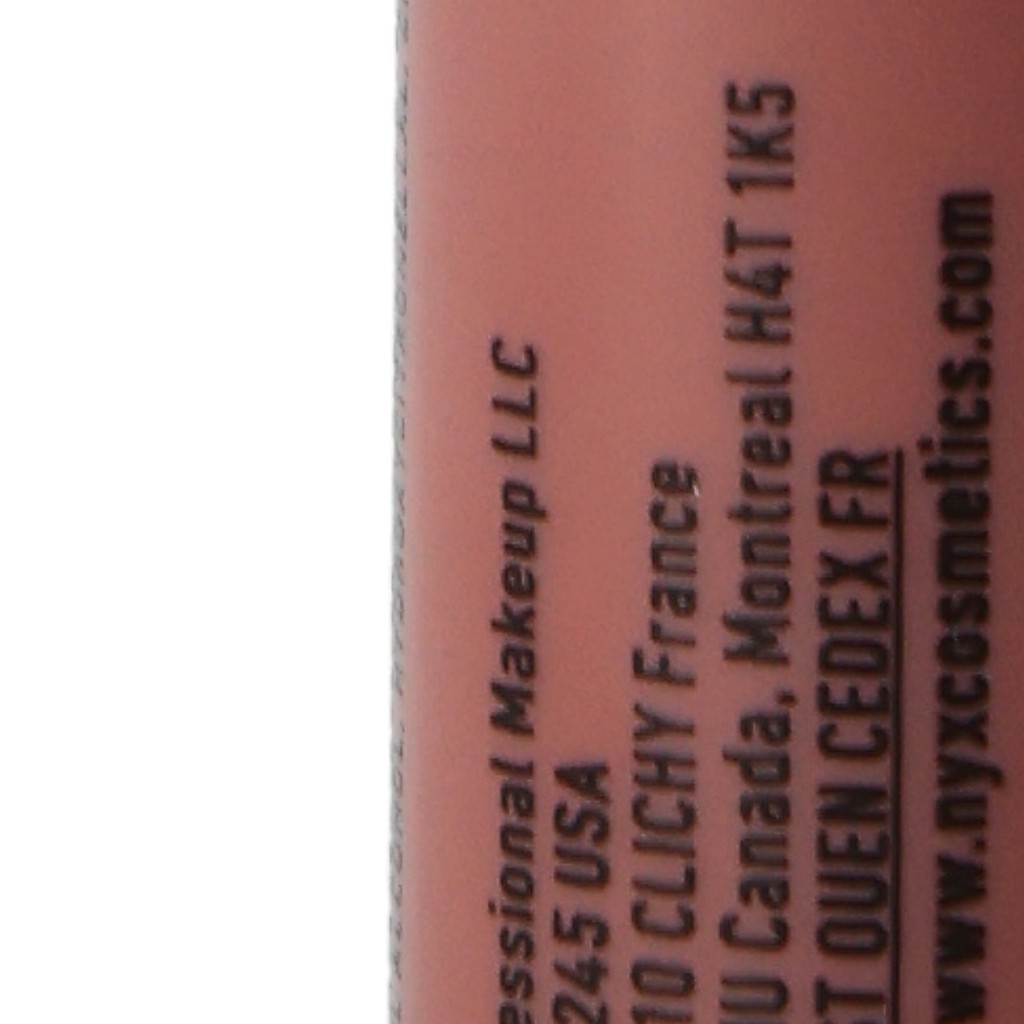 essional Makeup LLC
245 USA
10 CLICHY France
U Canada, Montreal H4T 1K5
T OUEN CEDEX FR
www.nyxcosmetics.com